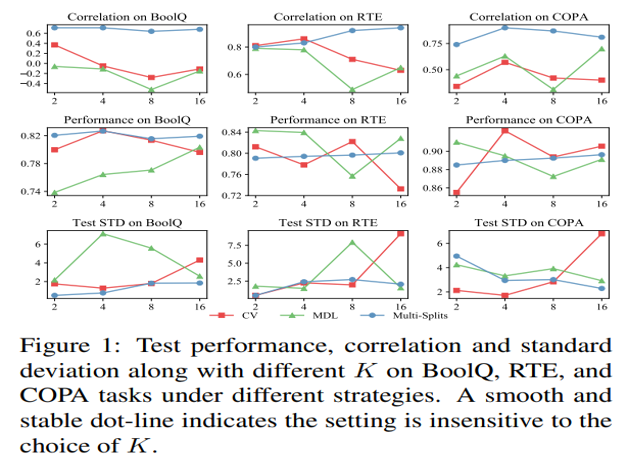 Correlation on BoolQ Correlation on RTE Correlation on COPA
0.6
0.4
0.2
0.0
−0.2
−0.4
2 4 8 16
0.8
0.6
2 4 8 16
0.75
0.50
2 4 8 16
Performance on BoolQ Performance on RTE Performance on COPA
0.82
0.78
0.74
2 4 8 16
0.84
0.80
0.76
0.72
2 4 8 16
0.90
0.88
0.86
2 4 8 16
Test STD on BoolQ Test STD on RTE Test STD on COPA
6
4
2
2 4 8 16
7.5
5.0
2.5
2 4 8 16
6
4
2
2 4 8 16
CV MDL Multi-Splits
Figure 1: Test performance, correlation and standard
deviation along with different K on BoolQ, RTE, and
COPA tasks under different strategies. A smooth and
stable dot-line indicates the setting is insensitive to the
choice of K.